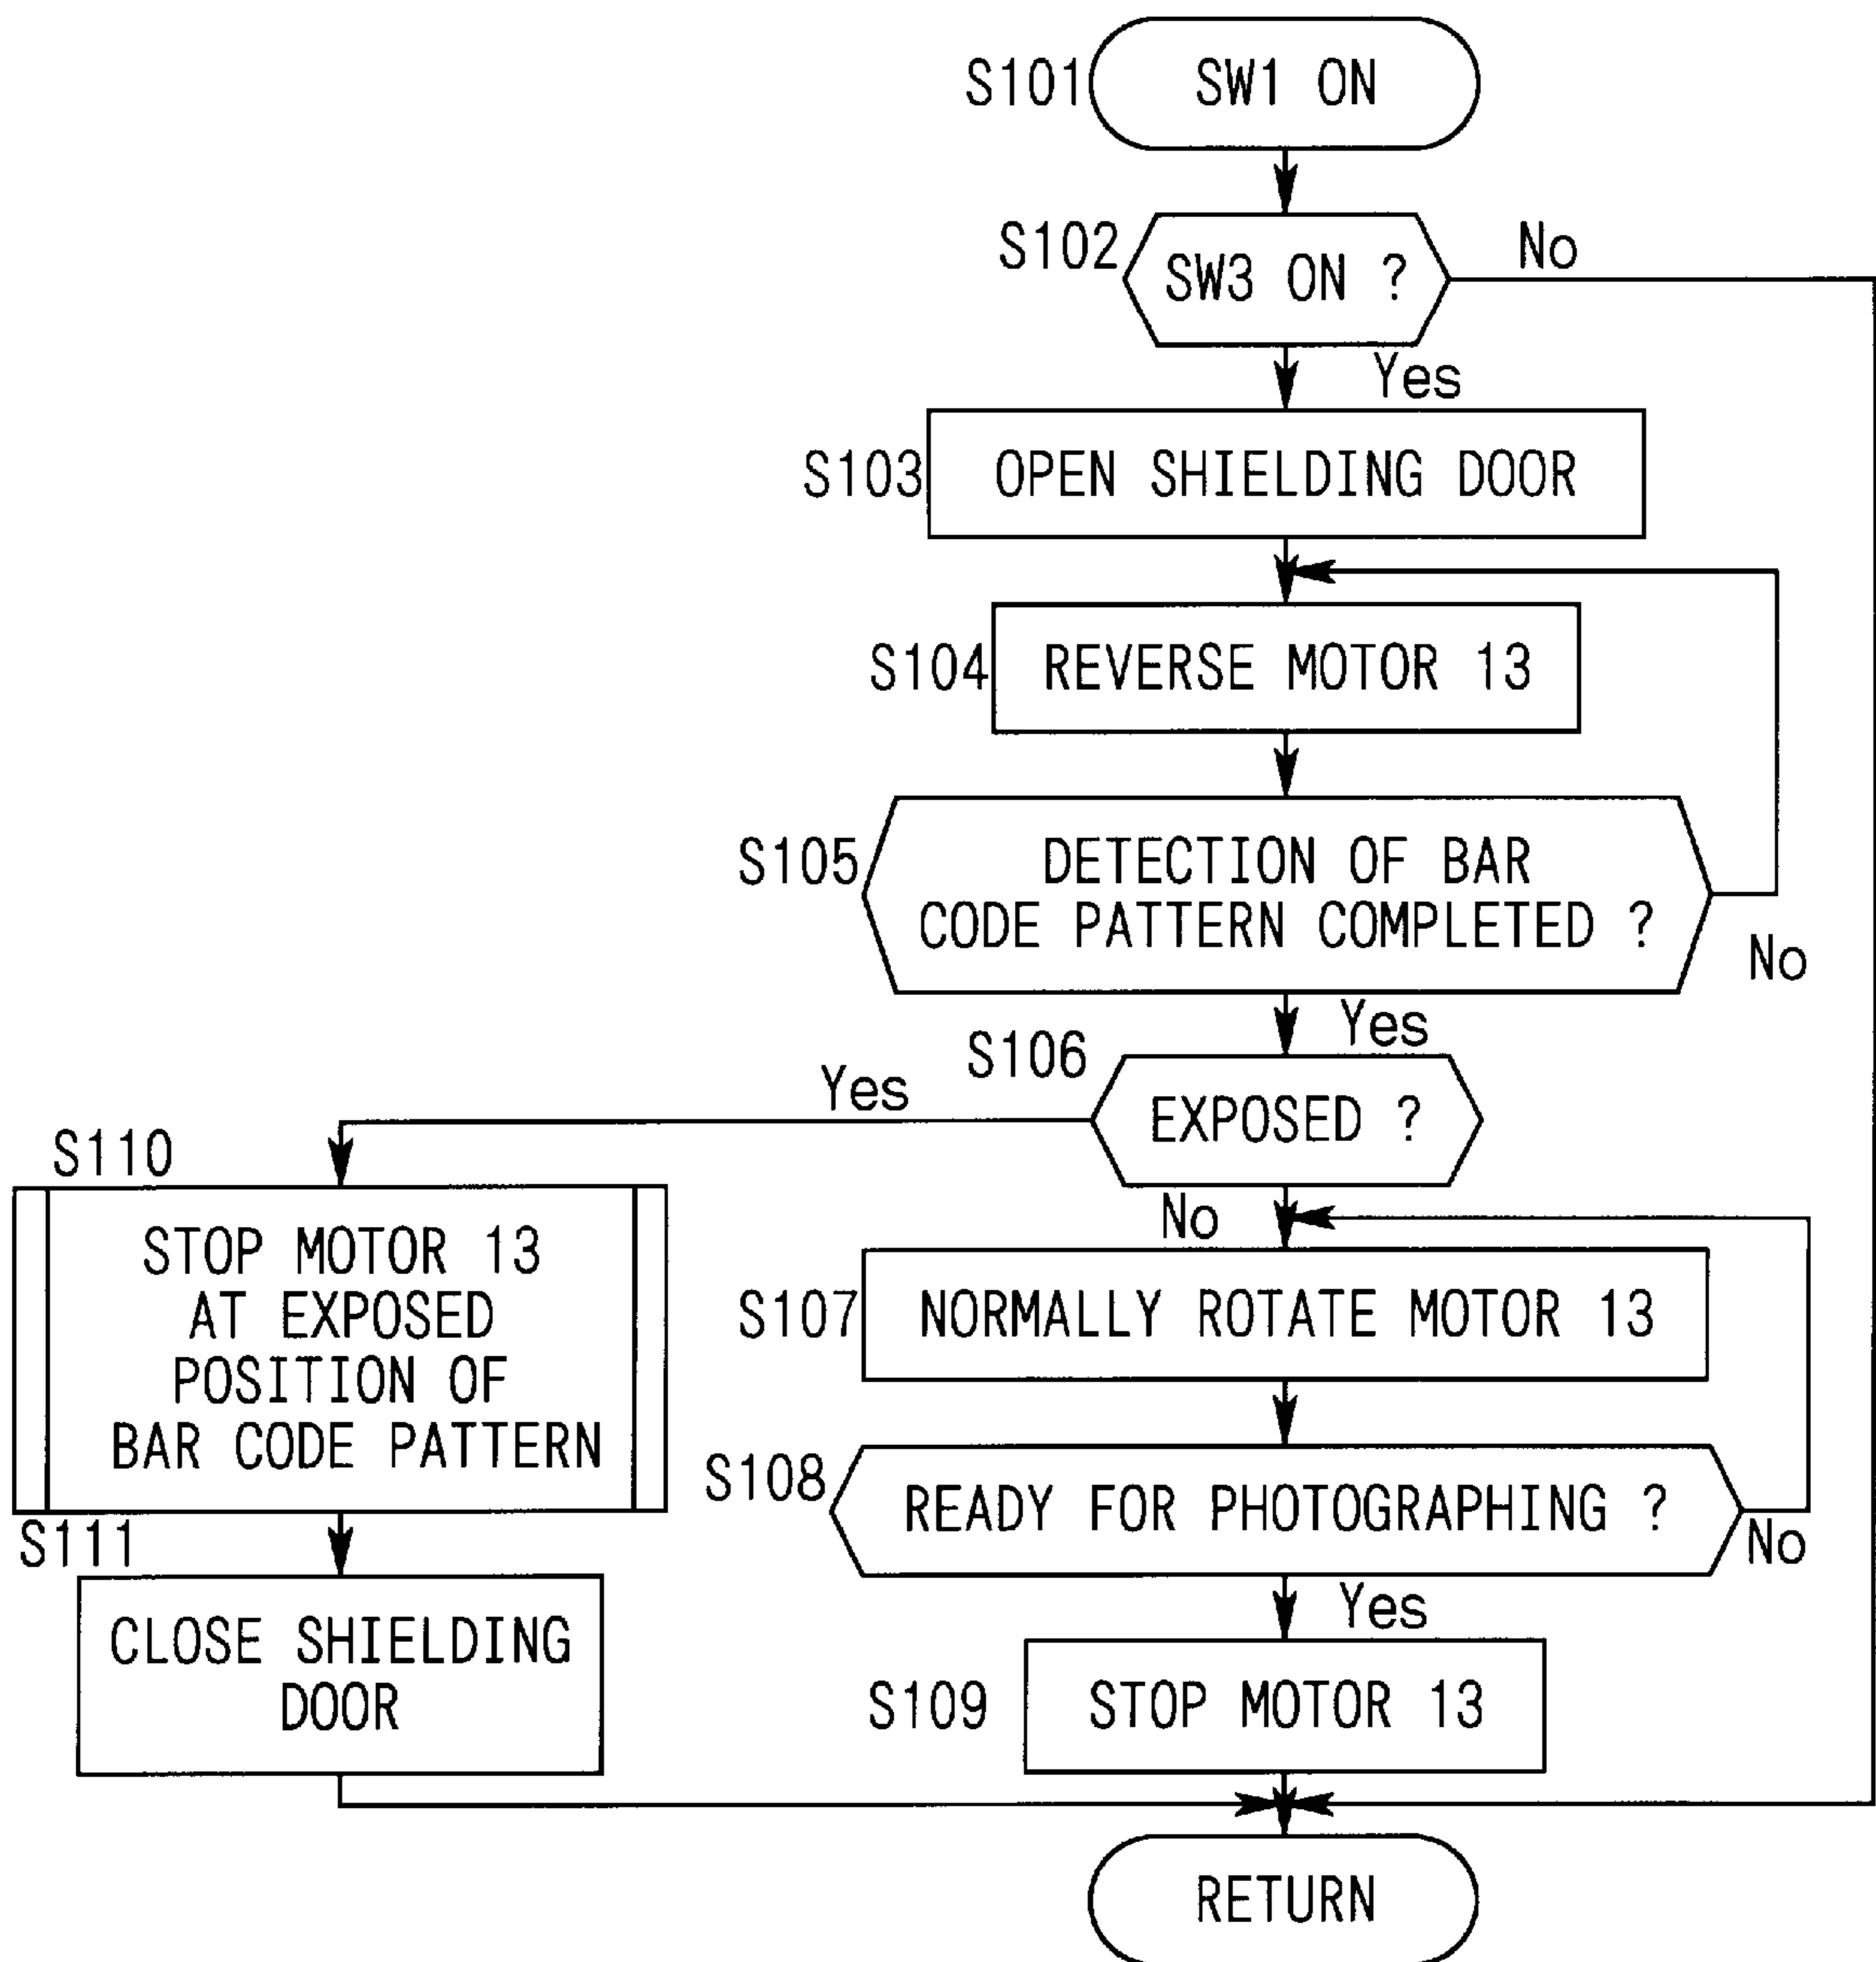 S101 SW1 ON
S102 SW3 ON ? No
Yes
S103 OPEN SHIELDING DOOR
S104 REVERSE MOTOR 13
S105 DETECTION OF BAR
CODE PATTERN COMPLETED ?
No
Yes
S106
Yes
EXPOSED ?
No
S110
STOP MOTOR 13
AT EXPOSED
POSITION OF
BAR CODE PATTERN
S107 NORMALLY ROTATE MOTOR 13
S108 READY FOR PHOTOGRAPHING ?
No
Yes
S111
CLOSE SHIELDING
DOOR
S109 STOP MOTOR 13
RETURN